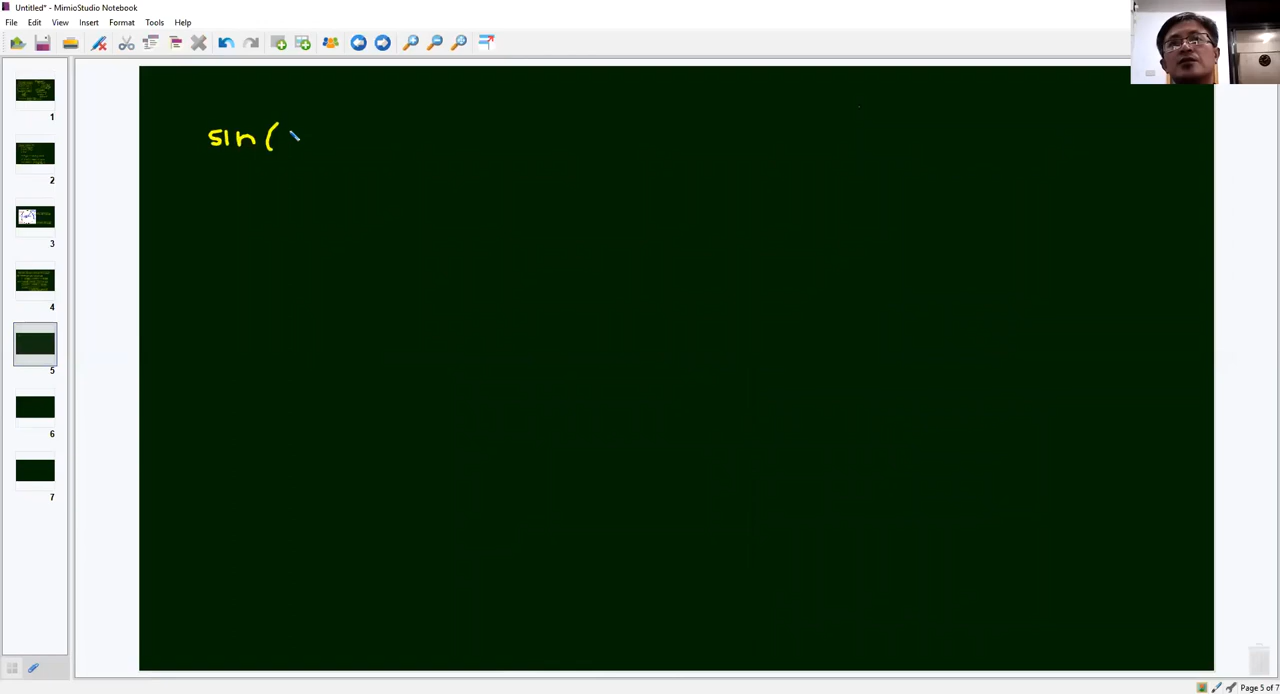 Untitled* - MimioStudio Notebook
File Edit View Insert Format Tools Help
1
2
3
4
5
6
7
sin (
Page 5 of 7